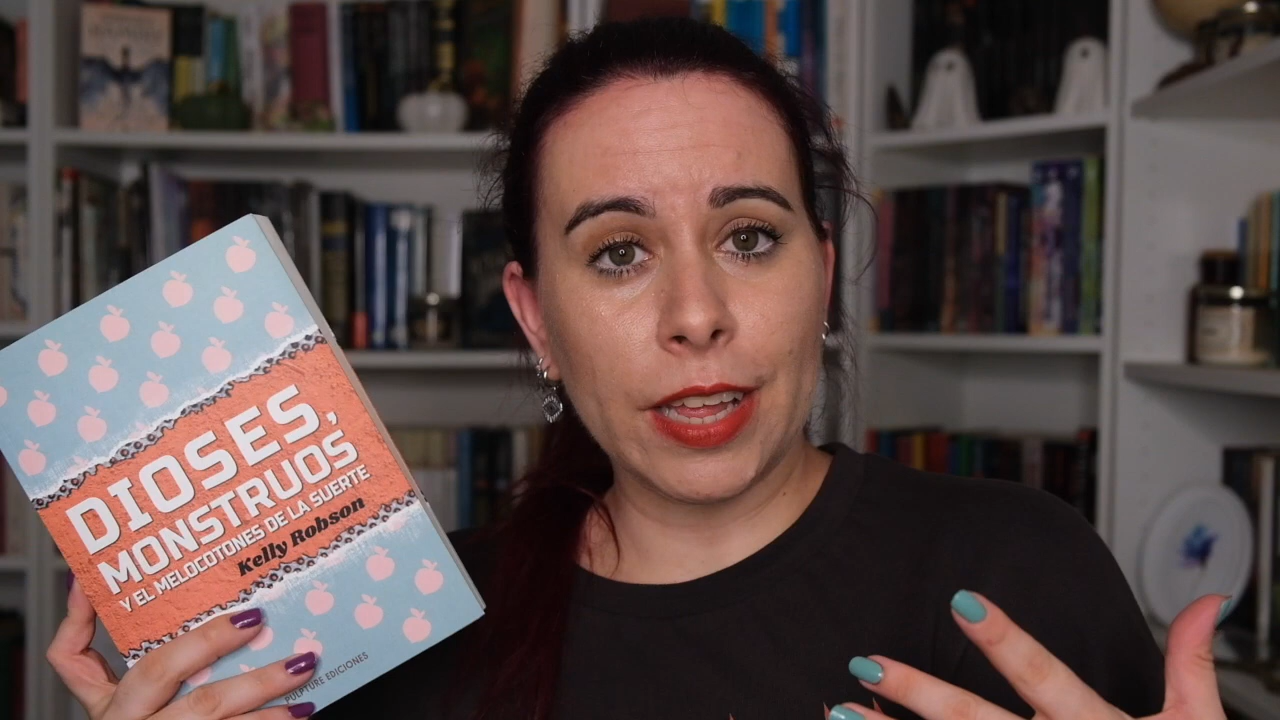 DIOSES,
MONSTRUOS
Y EL MELOCOTONES DE LA SUERTE
Kelly Robson
PULPTURE EDICIONES